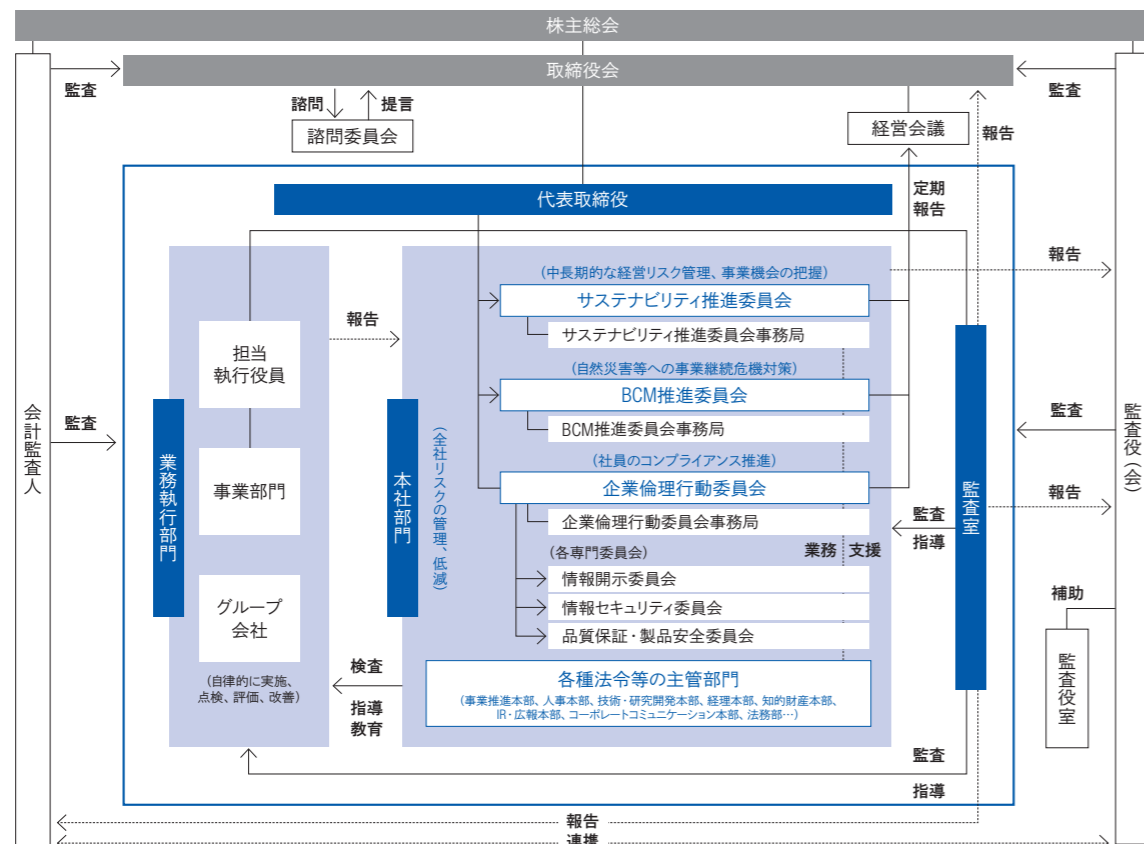 株主総会
取締役会
監査
監査
諮問
提言
諮問委員会
経営会議
報告
代表取締役
定期
報告
(中長期的な経営リスク管理、事業機会の把握)
サステナビリティ推進委員会
サステナビリティ推進委員会事務局
報告
報告
担当
執行役員
(自然災害等への事業継続危機対策)
BCM推進委員会
BCM推進委員会事務局
会計監査人
監査
業務執行部門
事業部門
本社部門
(全社リスクの管理、低減)
(社員のコンプライアンス推進)
企業倫理行動委員会
企業倫理行動委員会事務局
監査室
監査
監査役(会)
報告
監査
指導
業務
支援
(各専門委員会)
情報開示委員会
情報セキュリティ委員会
品質保証・製品安全委員会
グループ
会社
(自律的に実施、
点検、評価、改善)
検査
指導
教育
各種法令等の主管部門
(事業推進本部、人事本部、技術・研究開発本部、経理本部、知的財産本部、
IR・広報本部、コーポレートコミュニケーション本部、法務部…)
補助
監査役室
監査
指導
報告
連携